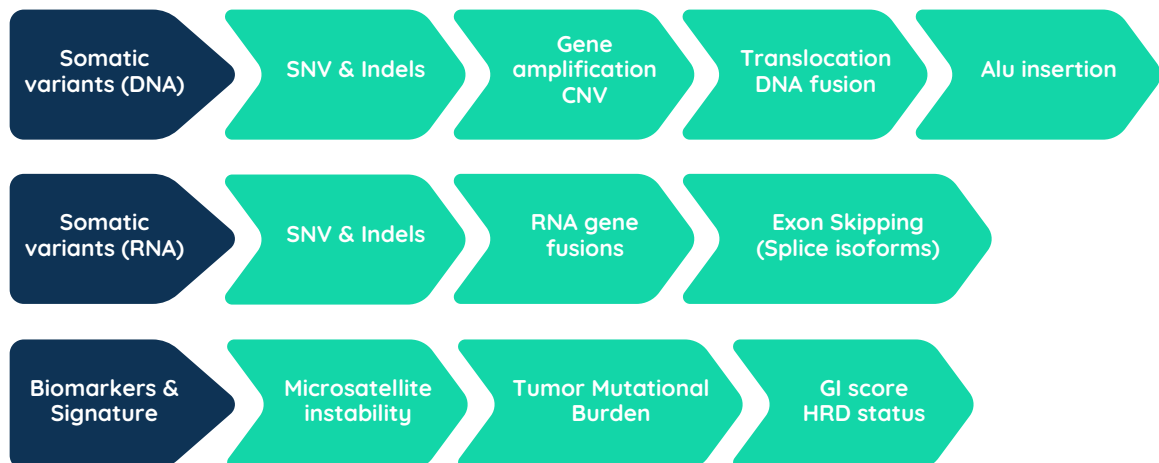 Somatic
variants (DNA)
SNV & Indels
Gene
amplification
CNV
Translocation
DNA fusion
Alu insertion
Somatic
variants (RNA)
SNV & Indels
RNA gene
fusions
Exon Skipping
(Splice isoforms)
Biomarkers &
Signature
Microsatellite
instability
Tumor Mutational
Burden
GI score
HRD status